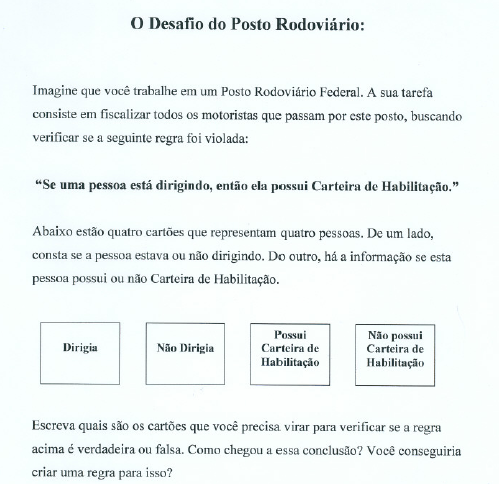 O Desafio do Posto Rodoviário:
Imagine que você trabalhe em um Posto Rodoviário Federal. A sua tarefa
consiste em fiscalizar todos os motoristas que passam por este posto, buscando
verificar se a seguinte regra foi violada:
“Se uma pessoa está dirigindo, então ela possui Carteira de Habilitação.”
Abaixo estão quatro cartões que representam quatro pessoas. De um lado,
consta se a pessoa estava ou não dirigindo. Do outro, há a informação se esta
pessoa possui ou não Carteira de Habilitação.
Dirigia
Não Dirigia
Possui
Carteira de
Habilitação
Não possui
Carteira de
Habilitação
Escreva quais são os cartões que você precisa virar para verificar se a regra
acima é verdadeira ou falsa. Como chegou a essa conclusão? Você conseguiria
criar uma regra para isso?